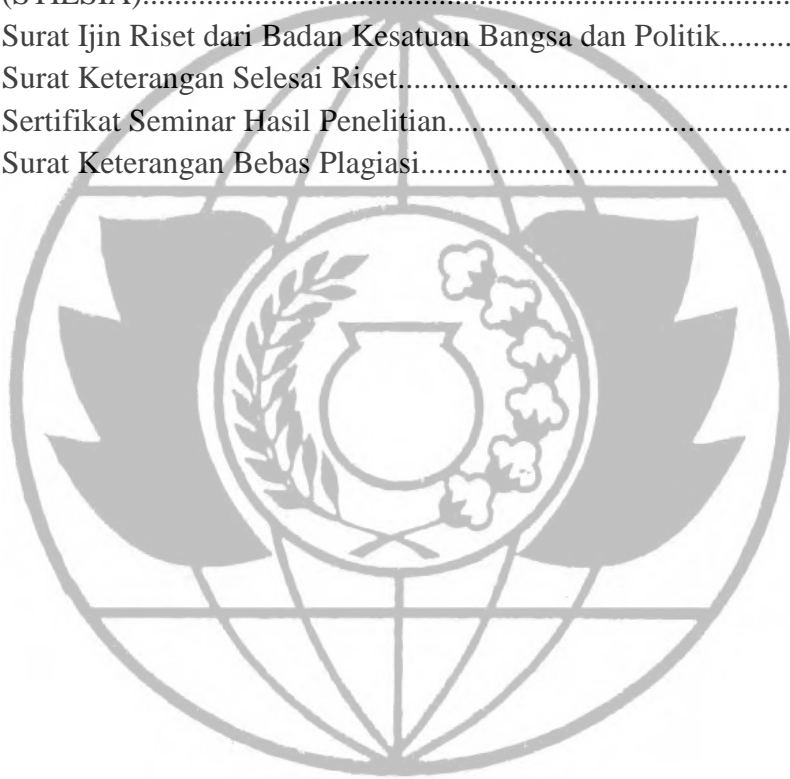 (STIESIA)....................................................................................
Surat Ijin Riset dari Badan Kesatuan Bangsa dan Politik.........
Surat Keterangan Selesai Riset................................................
Sertifikat Seminar Hasil Penelitian..........................................
Surat Keterangan Bebas Plagiasi.............................................